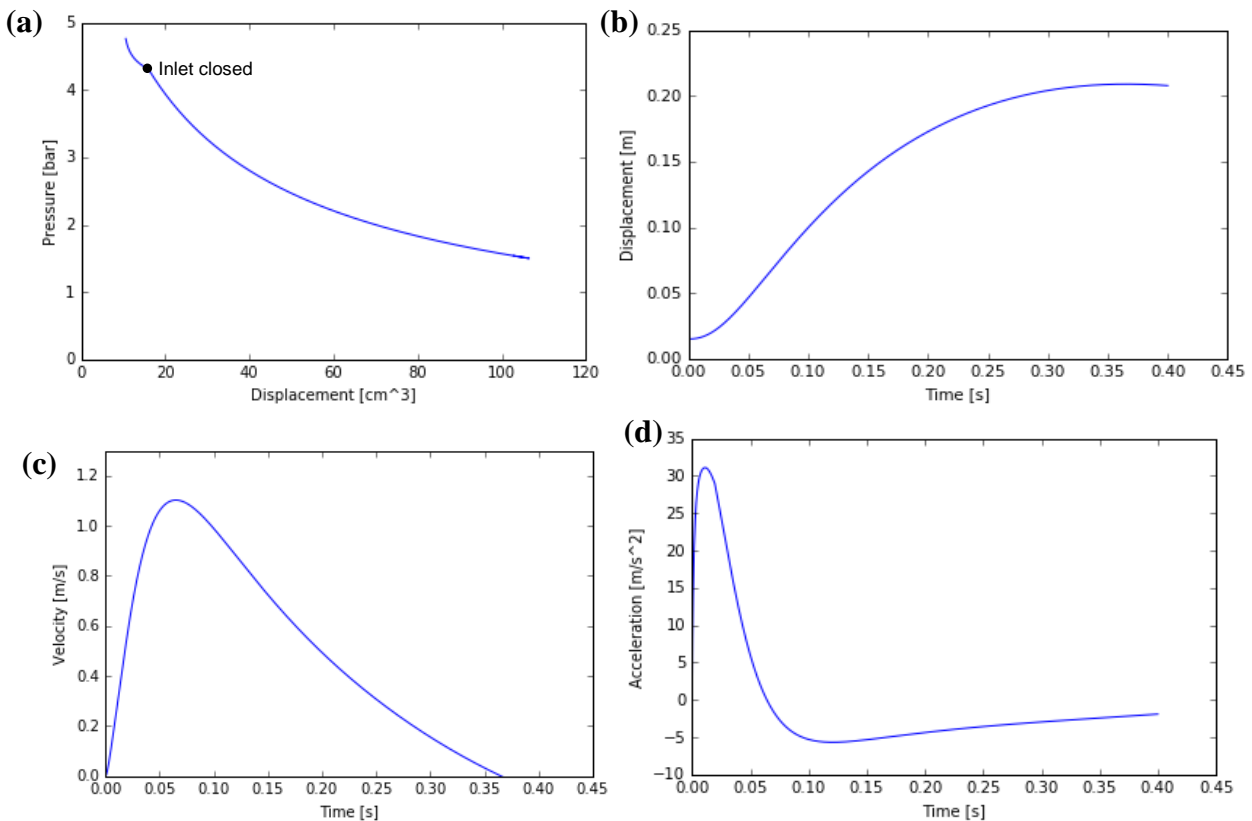 (a)
5
4
3
2
1
0
Pressure [bar]
Inlet closed
0 20 40 60 80 100 120
Displacement [cm^3]
(b)
0.25
0.20
0.15
0.10
0.05
0.00
Displacement [m]
0.00 0.05 0.10 0.15 0.20 0.25 0.30 0.35 0.40 0.45
Time [s]
(c)
1.2
1.0
0.8
0.6
0.4
0.2
0.0
Velocity [m/s]
0.00 0.05 0.10 0.15 0.20 0.25 0.30 0.35 0.40 0.45
Time [s]
(d)
35
30
25
20
15
10
5
0
−5
−10
Acceleration [m/s^2]
0.00 0.05 0.10 0.15 0.20 0.25 0.30 0.35 0.40 0.45
Time [s]